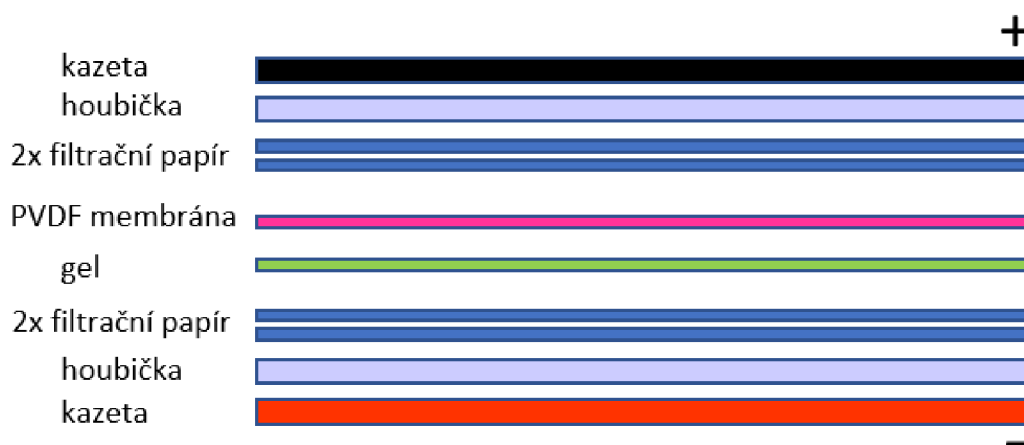 +
kazeta
houbička
2x filtrační papír
PVDF membrána
gel
2x filtrační papír
houbička
kazeta
-